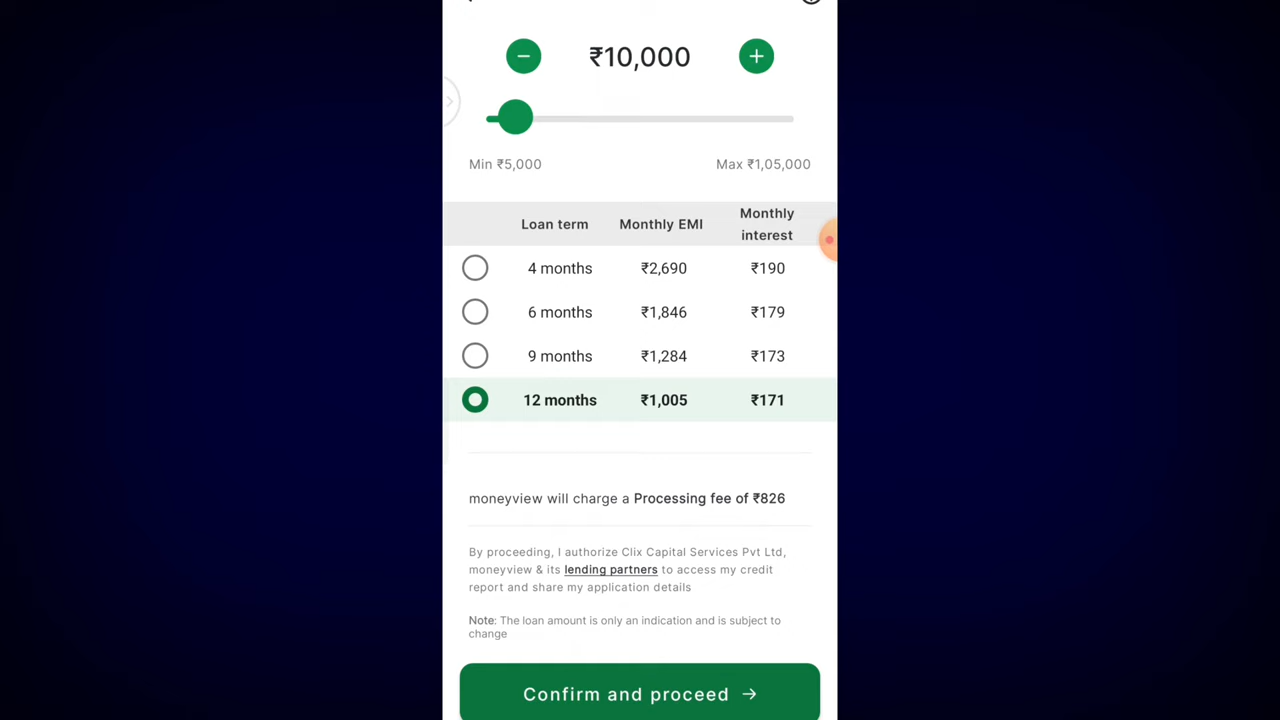 ₹10,000
Min ₹5,000 Max ₹1,05,000
Loan term Monthly EMI Monthly interest
4 months ₹2,690 ₹190
6 months ₹1,846 ₹179
9 months ₹1,284 ₹173
12 months ₹1,005 ₹171
moneyview will charge a Processing fee of ₹826
By proceeding, I authorize Clix Capital Services Pvt Ltd,
moneyview & its lending partners to access my credit
report and share my application details
Note: The loan amount is only an indication and is subject to
change
Confirm and proceed →